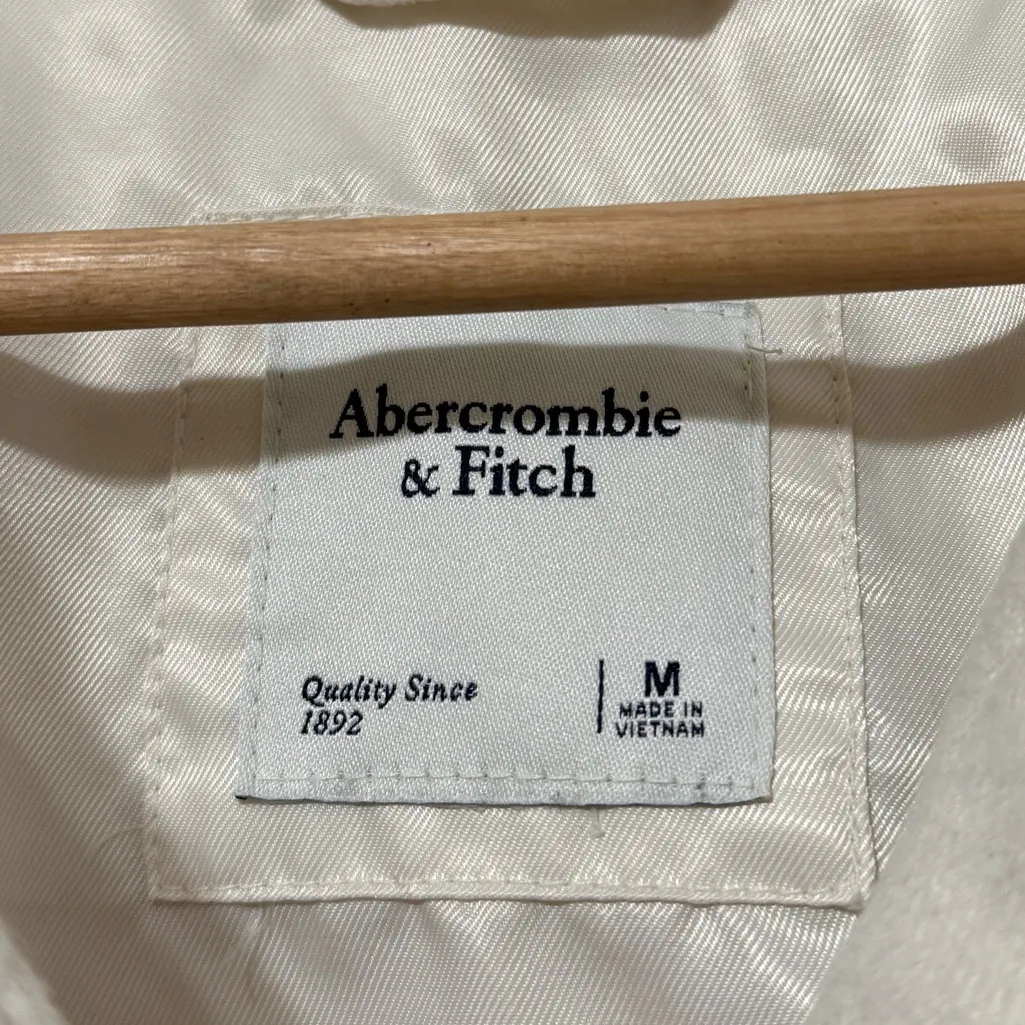 Abercrombie
& Fitch
Quality Since
1892
M
MADE IN
VIETNAM